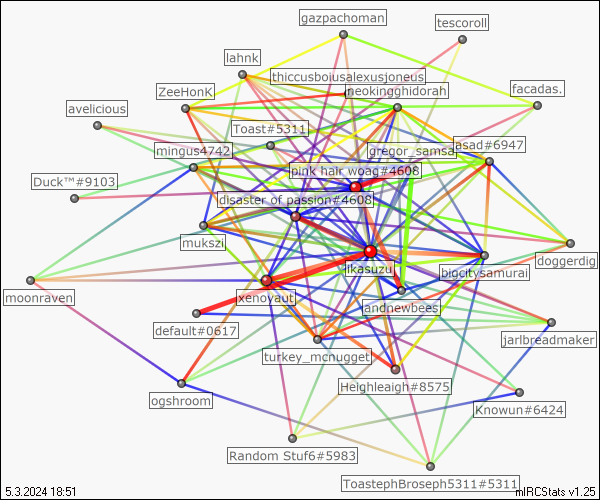 gazpachoman
tescoroll
lahnk
thiccusboiusalexusjoneus
ZeeHonK
neokingghidorah
facadas.
avelicious
Toast#5311
mingus4742
gregor_samsa
asad#6947
pink hair woag#4608
Duck™#9103
disaster of passion#4608
mukszi
doggerdig
ikasuzu
bigcitysamurai
moonraven
xenoyaut
landnewbees
default#0617
jarlbreadmaker
turkey_mcnugget
Heighleaigh#8575
ogshroom
Knowun#6424
Random Stuf6#5983
ToastephBroseph5311#5311
5.3.2024 18:51
mIRCStats v1.25